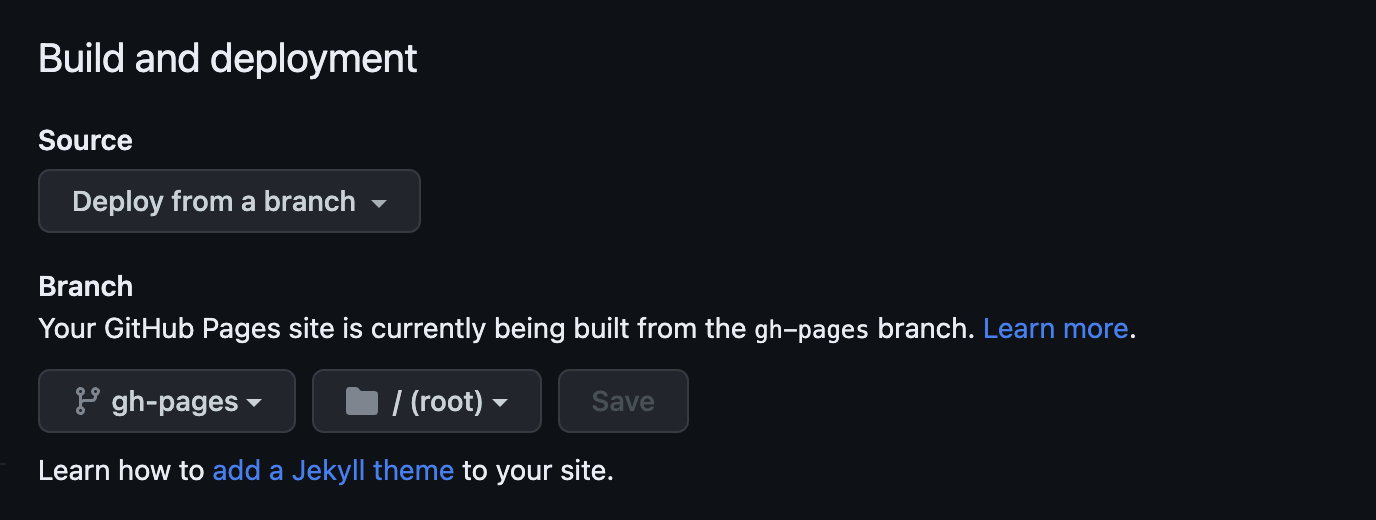 Build and deployment
Source
Deploy from a branch
Branch
Your GitHub Pages site is currently being built from the gh-pages branch. Learn more.
gh-pages / (root) Save
Learn how to add a Jekyll theme to your site.